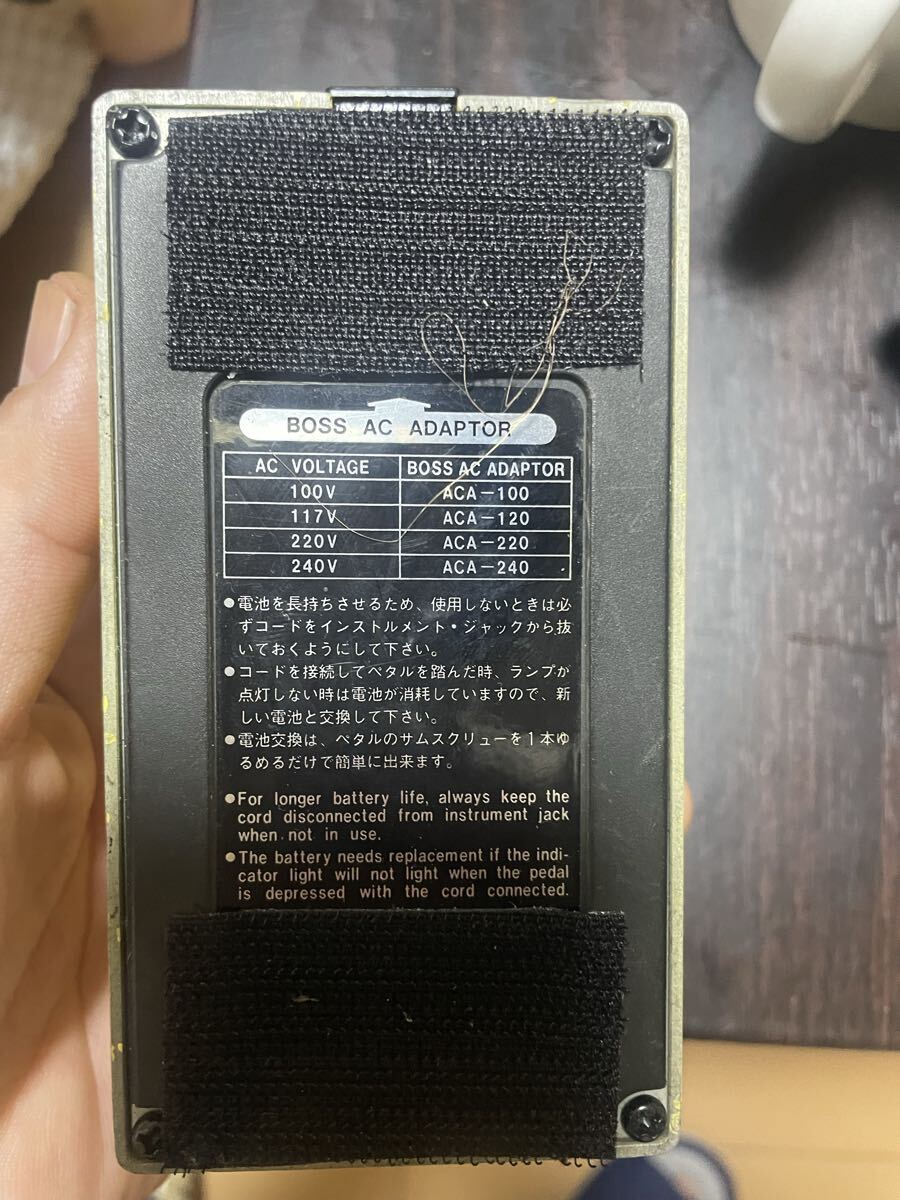 BOSS AC ADAPTOR
AC VOLTAGE BOSS AC ADAPTOR
100V ACA-100
117V ACA-120
220V ACA-220
240V ACA-240
●電池を長持ちさせるため、使用しないときは必
ずコードをインストルメント・ジャックから抜
いておくようにして下さい。
●コードを接続してペタルを踏んだ時、ランプが
点灯しない時は電池が消耗していますので、新
しい電池と交換して下さい。
●電池交換は、ペタルのサムスクリューを1本ゆ
るめるだけで簡単に出来ます。
●For longer battery life, always keep the
cord disconnected from instrument jack
when not in use.
●The battery needs replacement if the indi-
cator light will not light when the pedal
is depressed with the cord connected.